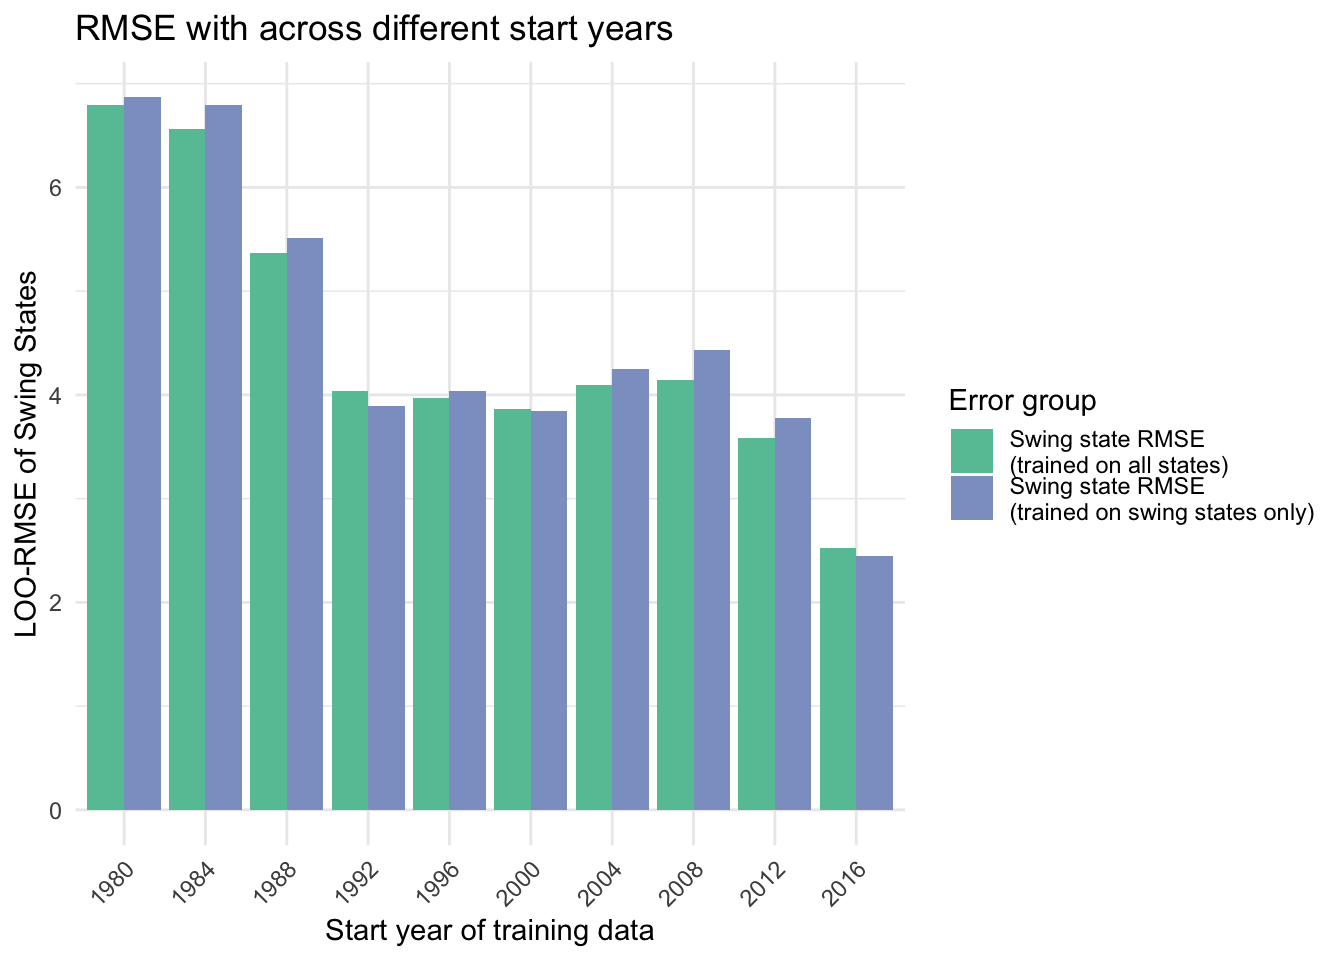 RMSE with across different start years
LOO-RMSE of Swing States
6
4
2
0
1980
1984
1988
1992
1996
2000
2004
2008
2012
2016
Start year of training data
Error group
Swing state RMSE
(trained on all states)
Swing state RMSE
(trained on swing states only)